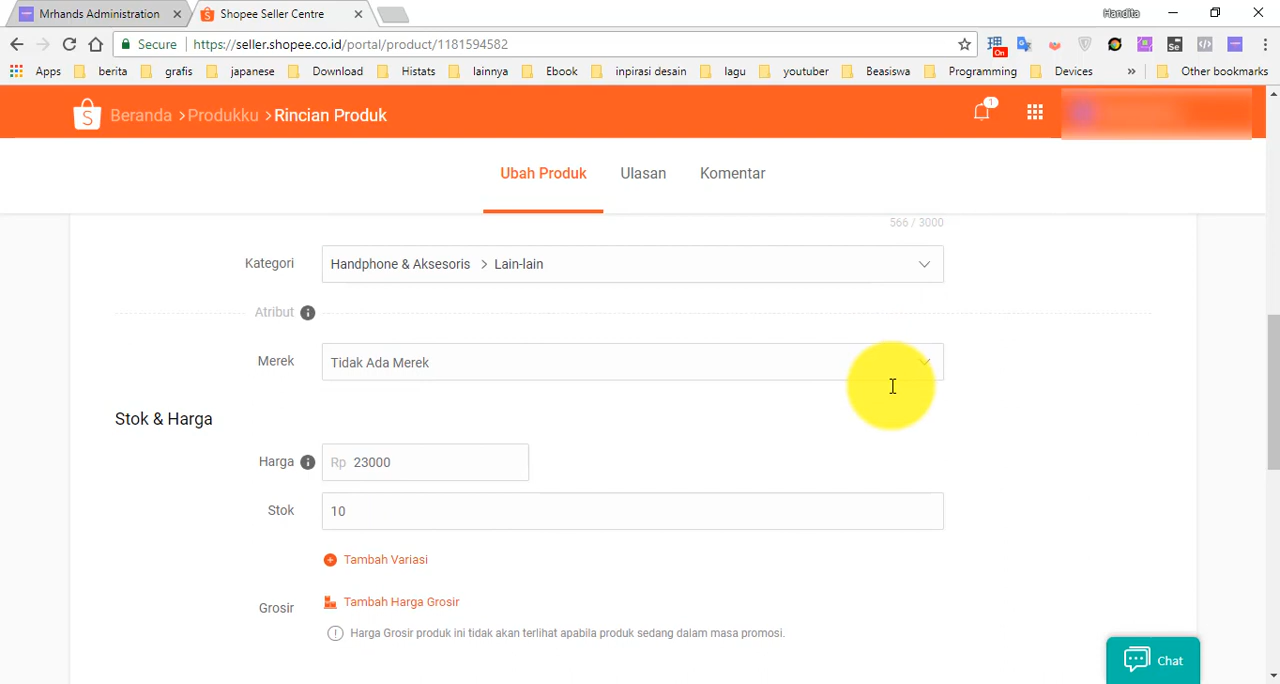 Mrhands Administration
Shopee Seller Centre
Handita
Secure https://seller.shopee.co.id/portal/product/1181594582
On
Se
Apps berita grafis japanese Download Histats lainnya Ebook inpirasi desain lagu youtuber Beasiswa Programming Devices » Other bookmarks
S Beranda > Produkku > Rincian Produk
1
Ubah Produk Ulasan Komentar
566 / 3000
Kategori Handphone & Aksesoris > Lain-lain
Atribut i
Merek Tidak Ada Merek
Stok & Harga
Harga i Rp 23000
Stok 10
+ Tambah Variasi
Grosir Tambah Harga Grosir
! Harga Grosir produk ini tidak akan terlihat apabila produk sedang dalam masa promosi.
Chat